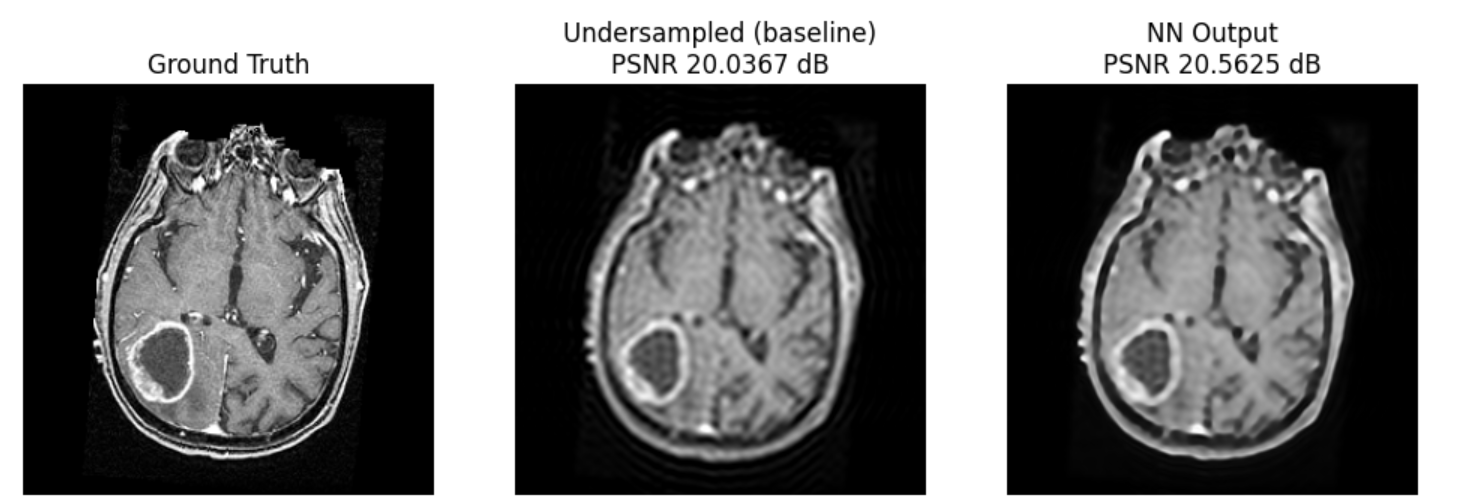 Ground Truth
Undersampled (baseline)
PSNR 20.0367 dB
NN Output
PSNR 20.5625 dB